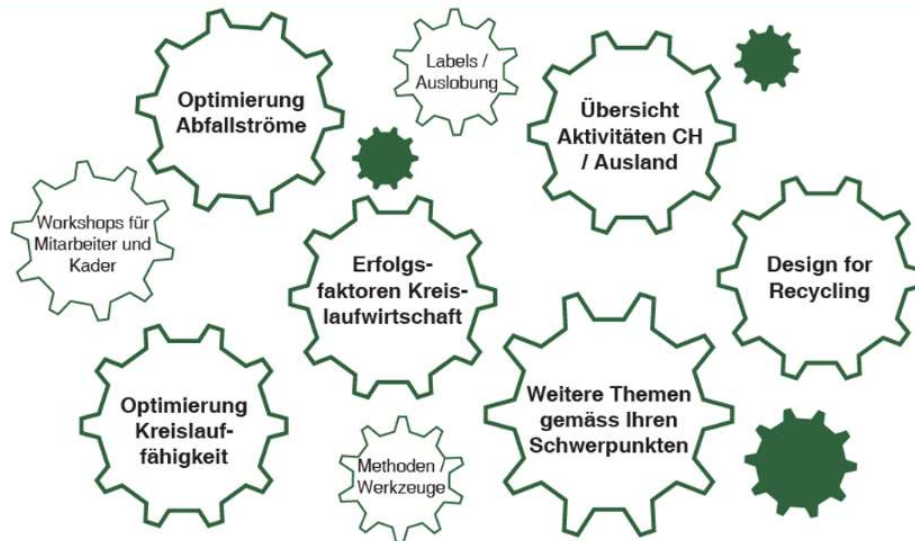 Optimierung
Abfallströme
Labels /
Auslobung
Übersicht
Aktivitäten CH
/ Ausland
Workshops für
Mitarbeiter und
Kader
Erfolgs-
faktoren Kreis-
laufwirtschaft
Design for
Recycling
Optimierung
Kreislauf-
fähigkeit
Methoden /
Werkzeuge
Weitere Themen
gemäss Ihren
Schwerpunkten